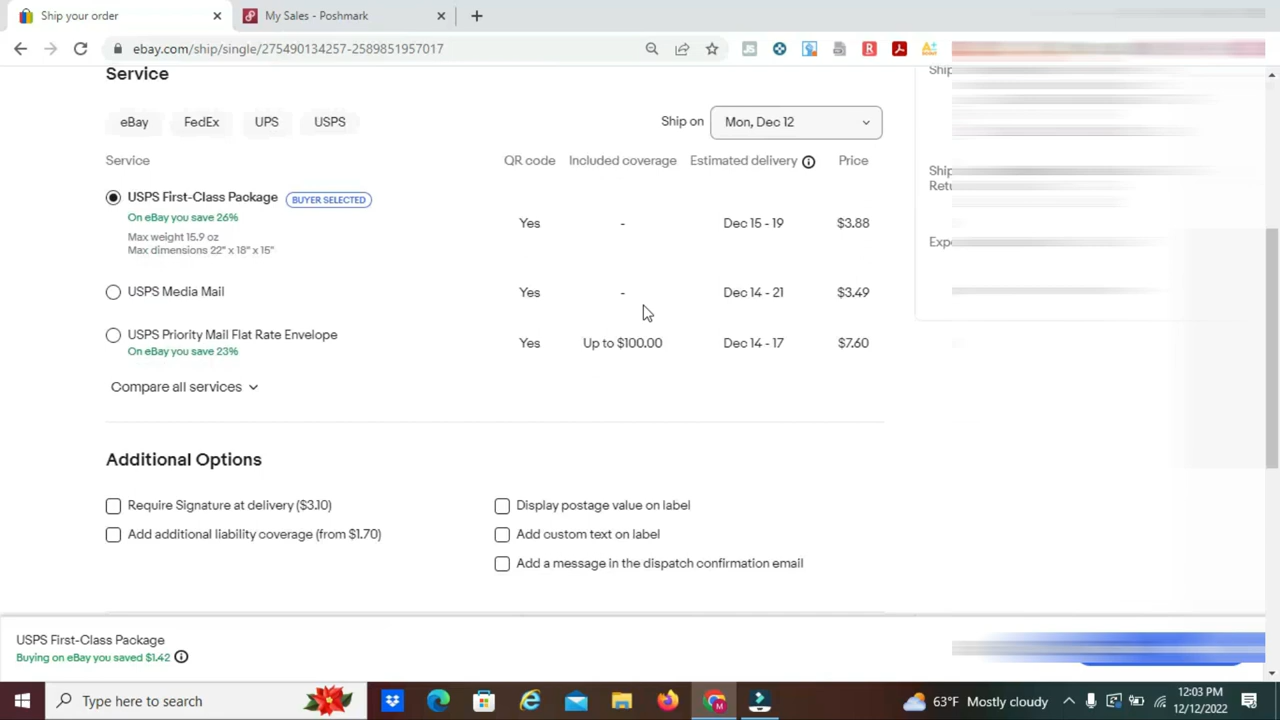 Ship your order
My Sales - Poshmark
ebay.com/ship/single/275490134257-2589851957017
Service
eBay FedEx UPS USPS Ship on Mon, Dec 12
Service QR code Included coverage Estimated delivery Price
USPS First-Class Package BUYER SELECTED
On eBay you save 26%
Yes - Dec 15 - 19 $3.88
Max weight 15.9 oz
Max dimensions 22" x 18" x 15"
USPS Media Mail Yes - Dec 14 - 21 $3.49
USPS Priority Mail Flat Rate Envelope
Yes Up to $100.00 Dec 14 - 17 $7.60
On eBay you save 23%
Compare all services
Additional Options
Require Signature at delivery ($3.10) Display postage value on label
Add additional liability coverage (from $1.70) Add custom text on label
Add a message in the dispatch confirmation email
USPS First-Class Package
Buying on eBay you saved $1.42
Type here to search
63°F Mostly cloudy
12:03 PM
12/12/2022